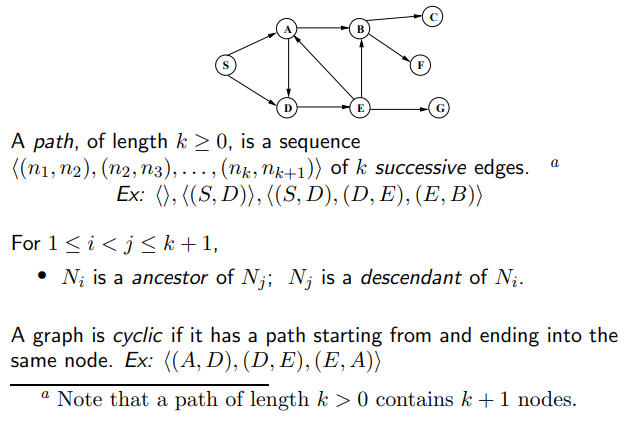 A
B
C
S
F
D
E
G
A path, of length k ≥ 0, is a sequence
⟨(n₁, n₂), (n₂, n₃), . . . , (nₖ, nₖ₊₁)⟩ of k successive edges. ᵃ
Ex: ⟨⟩, ⟨(S, D)⟩, ⟨(S, D), (D, E), (E, B)⟩
For 1 ≤ i < j ≤ k + 1,
• Nᵢ is a ancestor of Nⱼ; Nⱼ is a descendant of Nᵢ.
A graph is cyclic if it has a path starting from and ending into the
same node. Ex: ⟨(A, D), (D, E), (E, A)⟩
ᵃ Note that a path of length k > 0 contains k + 1 nodes.